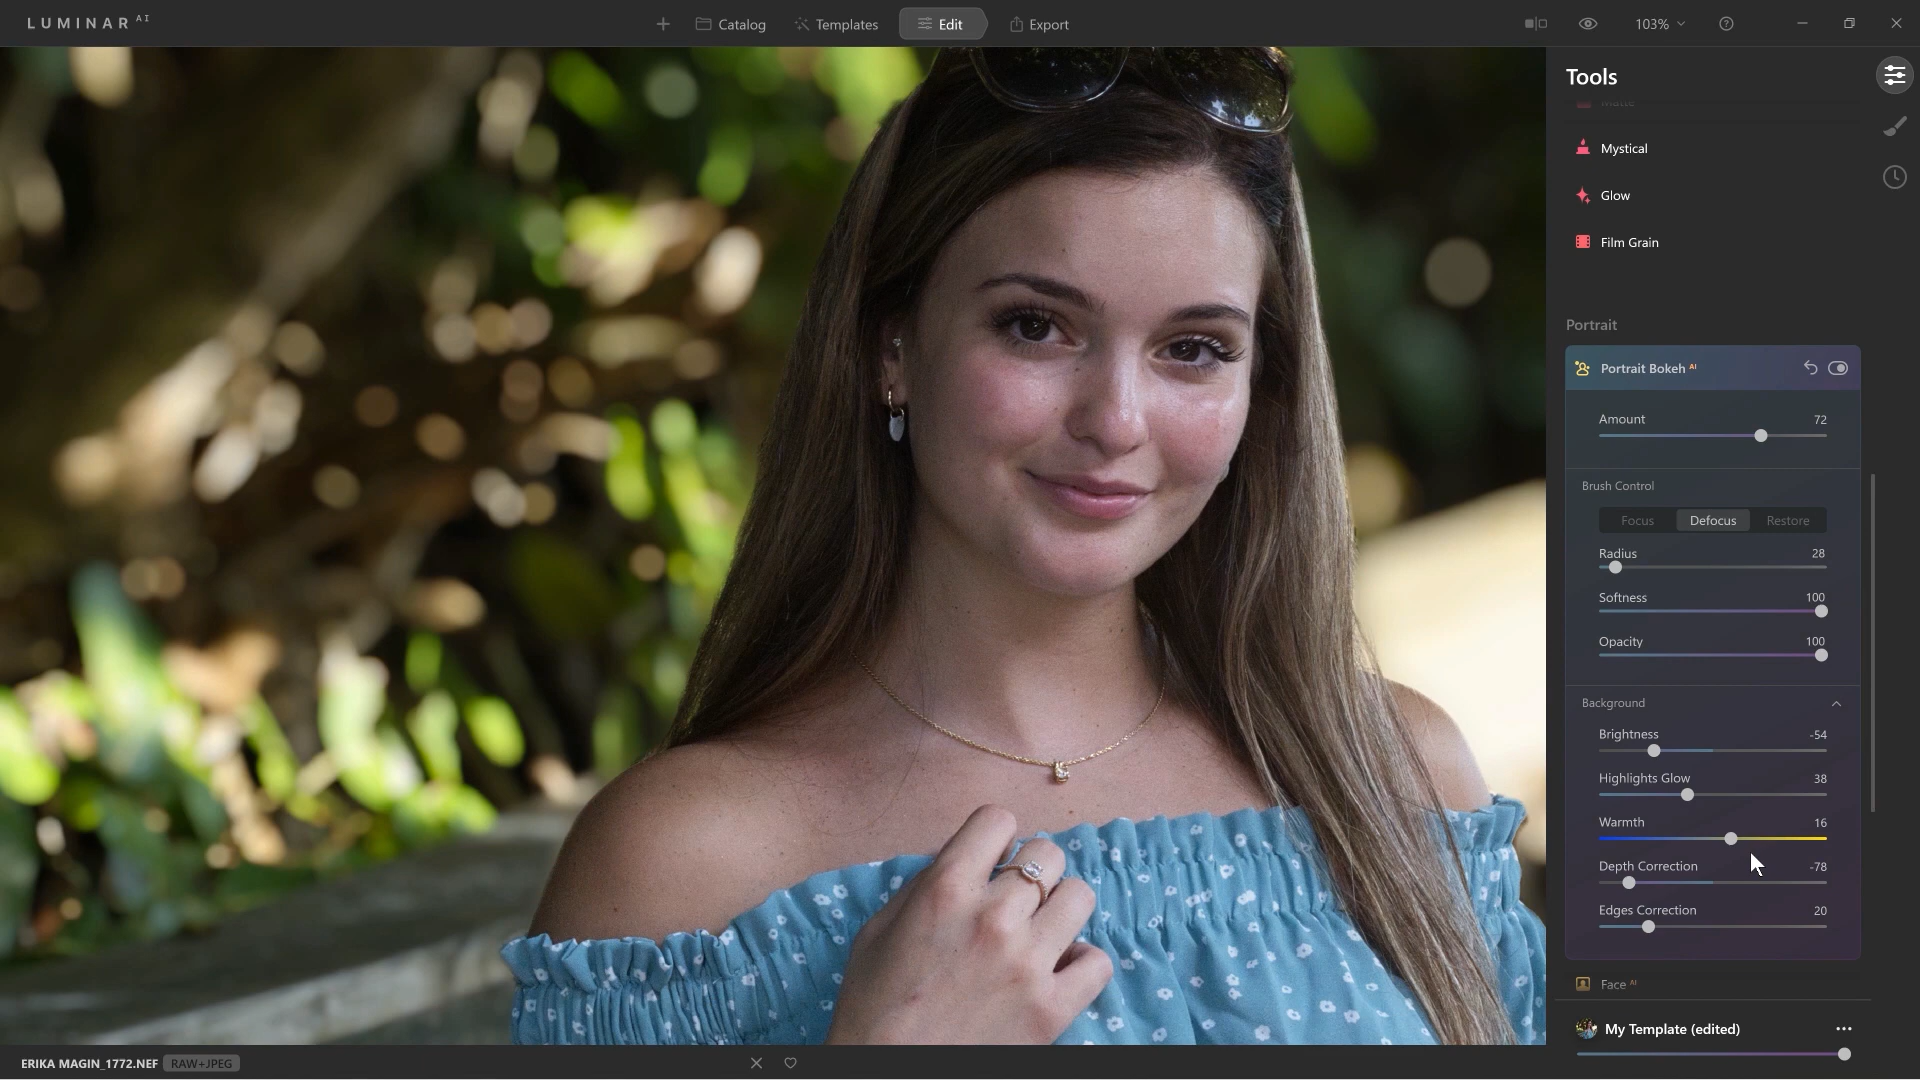 LUMINAR AI
Catalog
Templates
Edit
Export
103%
Tools
Matte
Mystical
Glow
Film Grain
Portrait
Portrait Bokeh AI
Amount 72
Brush Control
Focus Defocus Restore
Radius 28
Softness 100
Opacity 100
Background
Brightness -54
Highlights Glow 38
Warmth 16
Depth Correction -78
Edges Correction 20
Face AI
My Template (edited)
ERIKA MAGIN_1772.NEF RAW+JPEG